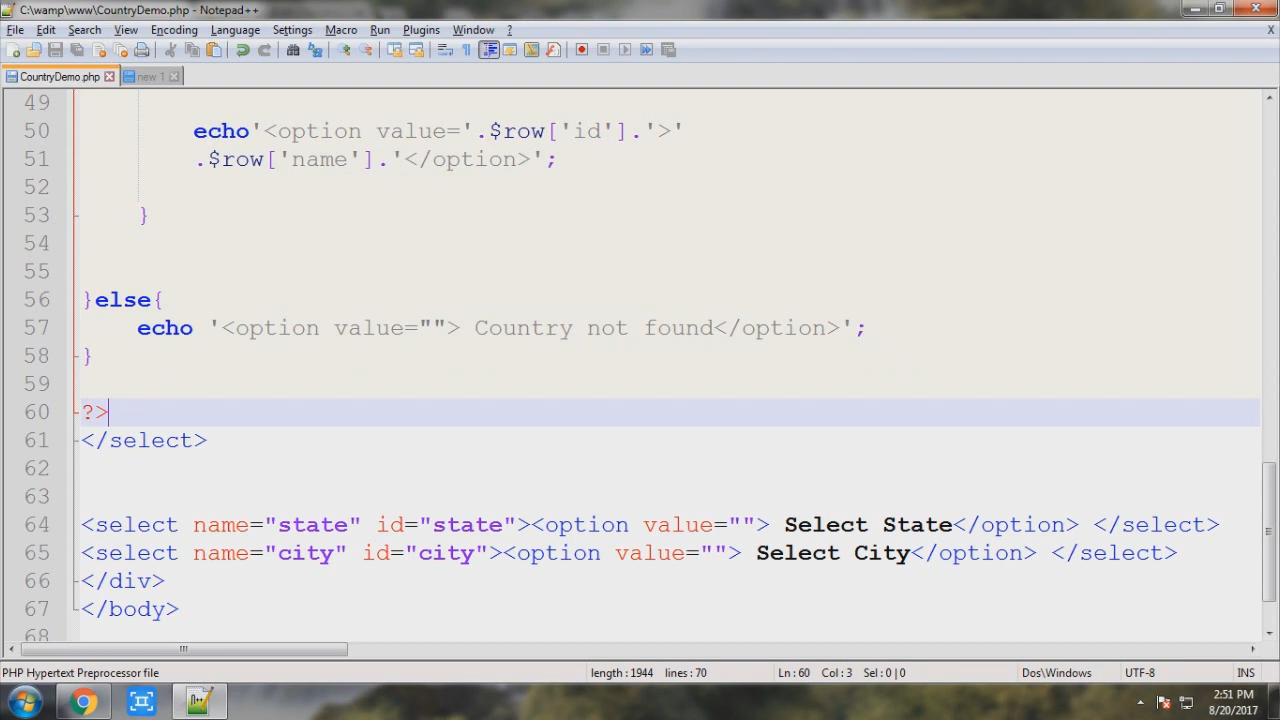 C:\wamp\www\CountryDemo.php - Notepad++
File Edit Search View Encoding Language Settings Macro Run Plugins Window ? X
CountryDemo.php new 1
49
50 echo'<option value='.$row['id'].'>'
51 .$row['name'].'</option>';
52
53 }
54
55
56 }else{
57 echo '<option value=""> Country not found</option>';
58 }
59
60 ?>
61 </select>
62
63
64 <select name="state" id="state"><option value=""> Select State</option> </select>
65 <select name="city" id="city"><option value=""> Select City</option> </select>
66 </div>
67 </body>
68
PHP Hypertext Preprocessor file length : 1944 lines : 70 Ln : 60 Col : 3 Sel : 0 | 0 Dos\Windows UTF-8 INS
2:51 PM
8/20/2017